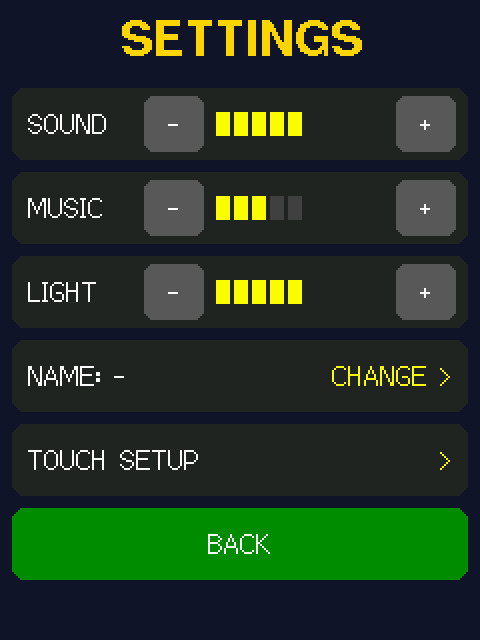 SETTINGS
SOUND - +
MUSIC - +
LIGHT - +
NAME: - CHANGE >
TOUCH SETUP >
BACK